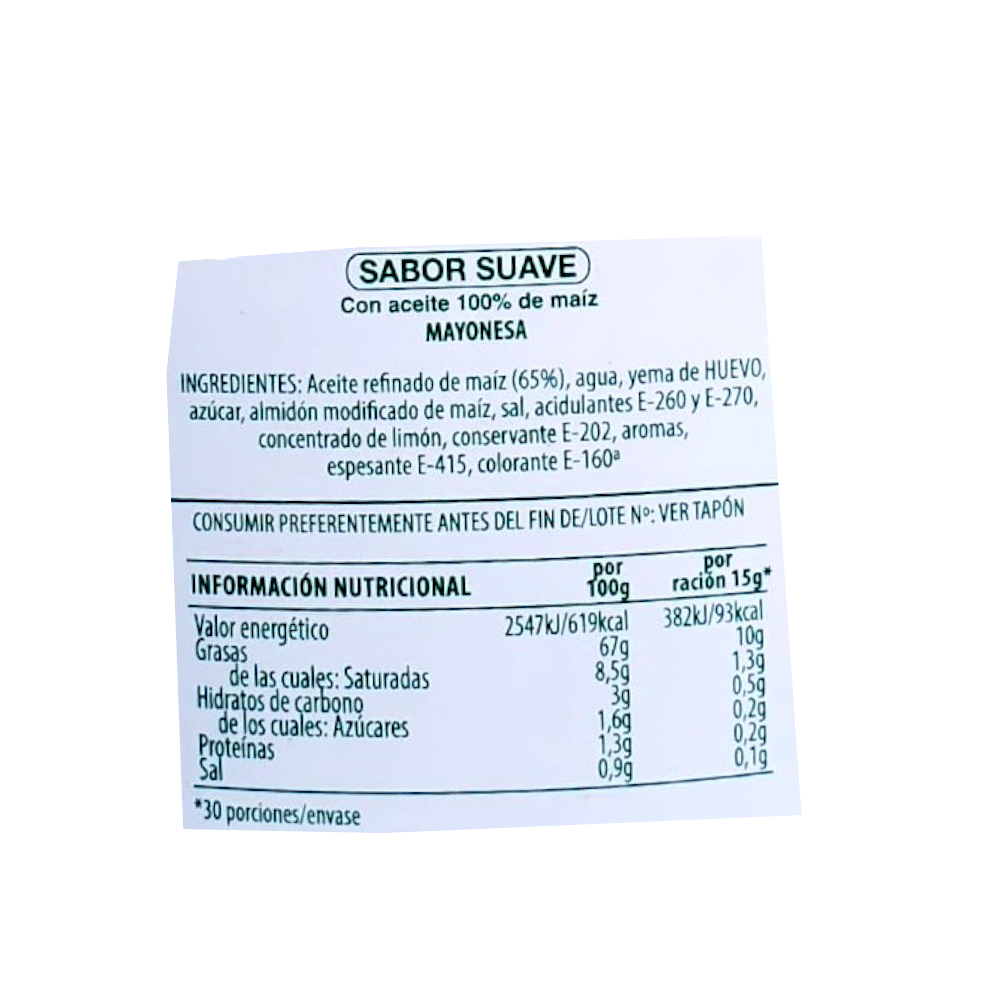 SABOR SUAVE
Con aceite 100% de maíz
MAYONESA
INGREDIENTES: Aceite refinado de maíz (65%), agua, yema de HUEVO,
azúcar, almidón modificado de maíz, sal, acidulantes E-260 y E-270,
concentrado de limón, conservante E-202, aromas,
espesante E-415, colorante E-160ª
CONSUMIR PREFERENTEMENTE ANTES DEL FIN DE/LOTE Nº: VER TAPÓN
INFORMACIÓN NUTRICIONAL por 100g por ración 15g*
Valor energético 2547kJ/619kcal 382kJ/93kcal
Grasas 67g 10g
de las cuales: Saturadas 8,5g 1,3g
Hidratos de carbono 3g 0,5g
de los cuales: Azúcares 1,6g 0,2g
Proteínas 1,3g 0,2g
Sal 0,9g 0,1g
*30 porciones/envase